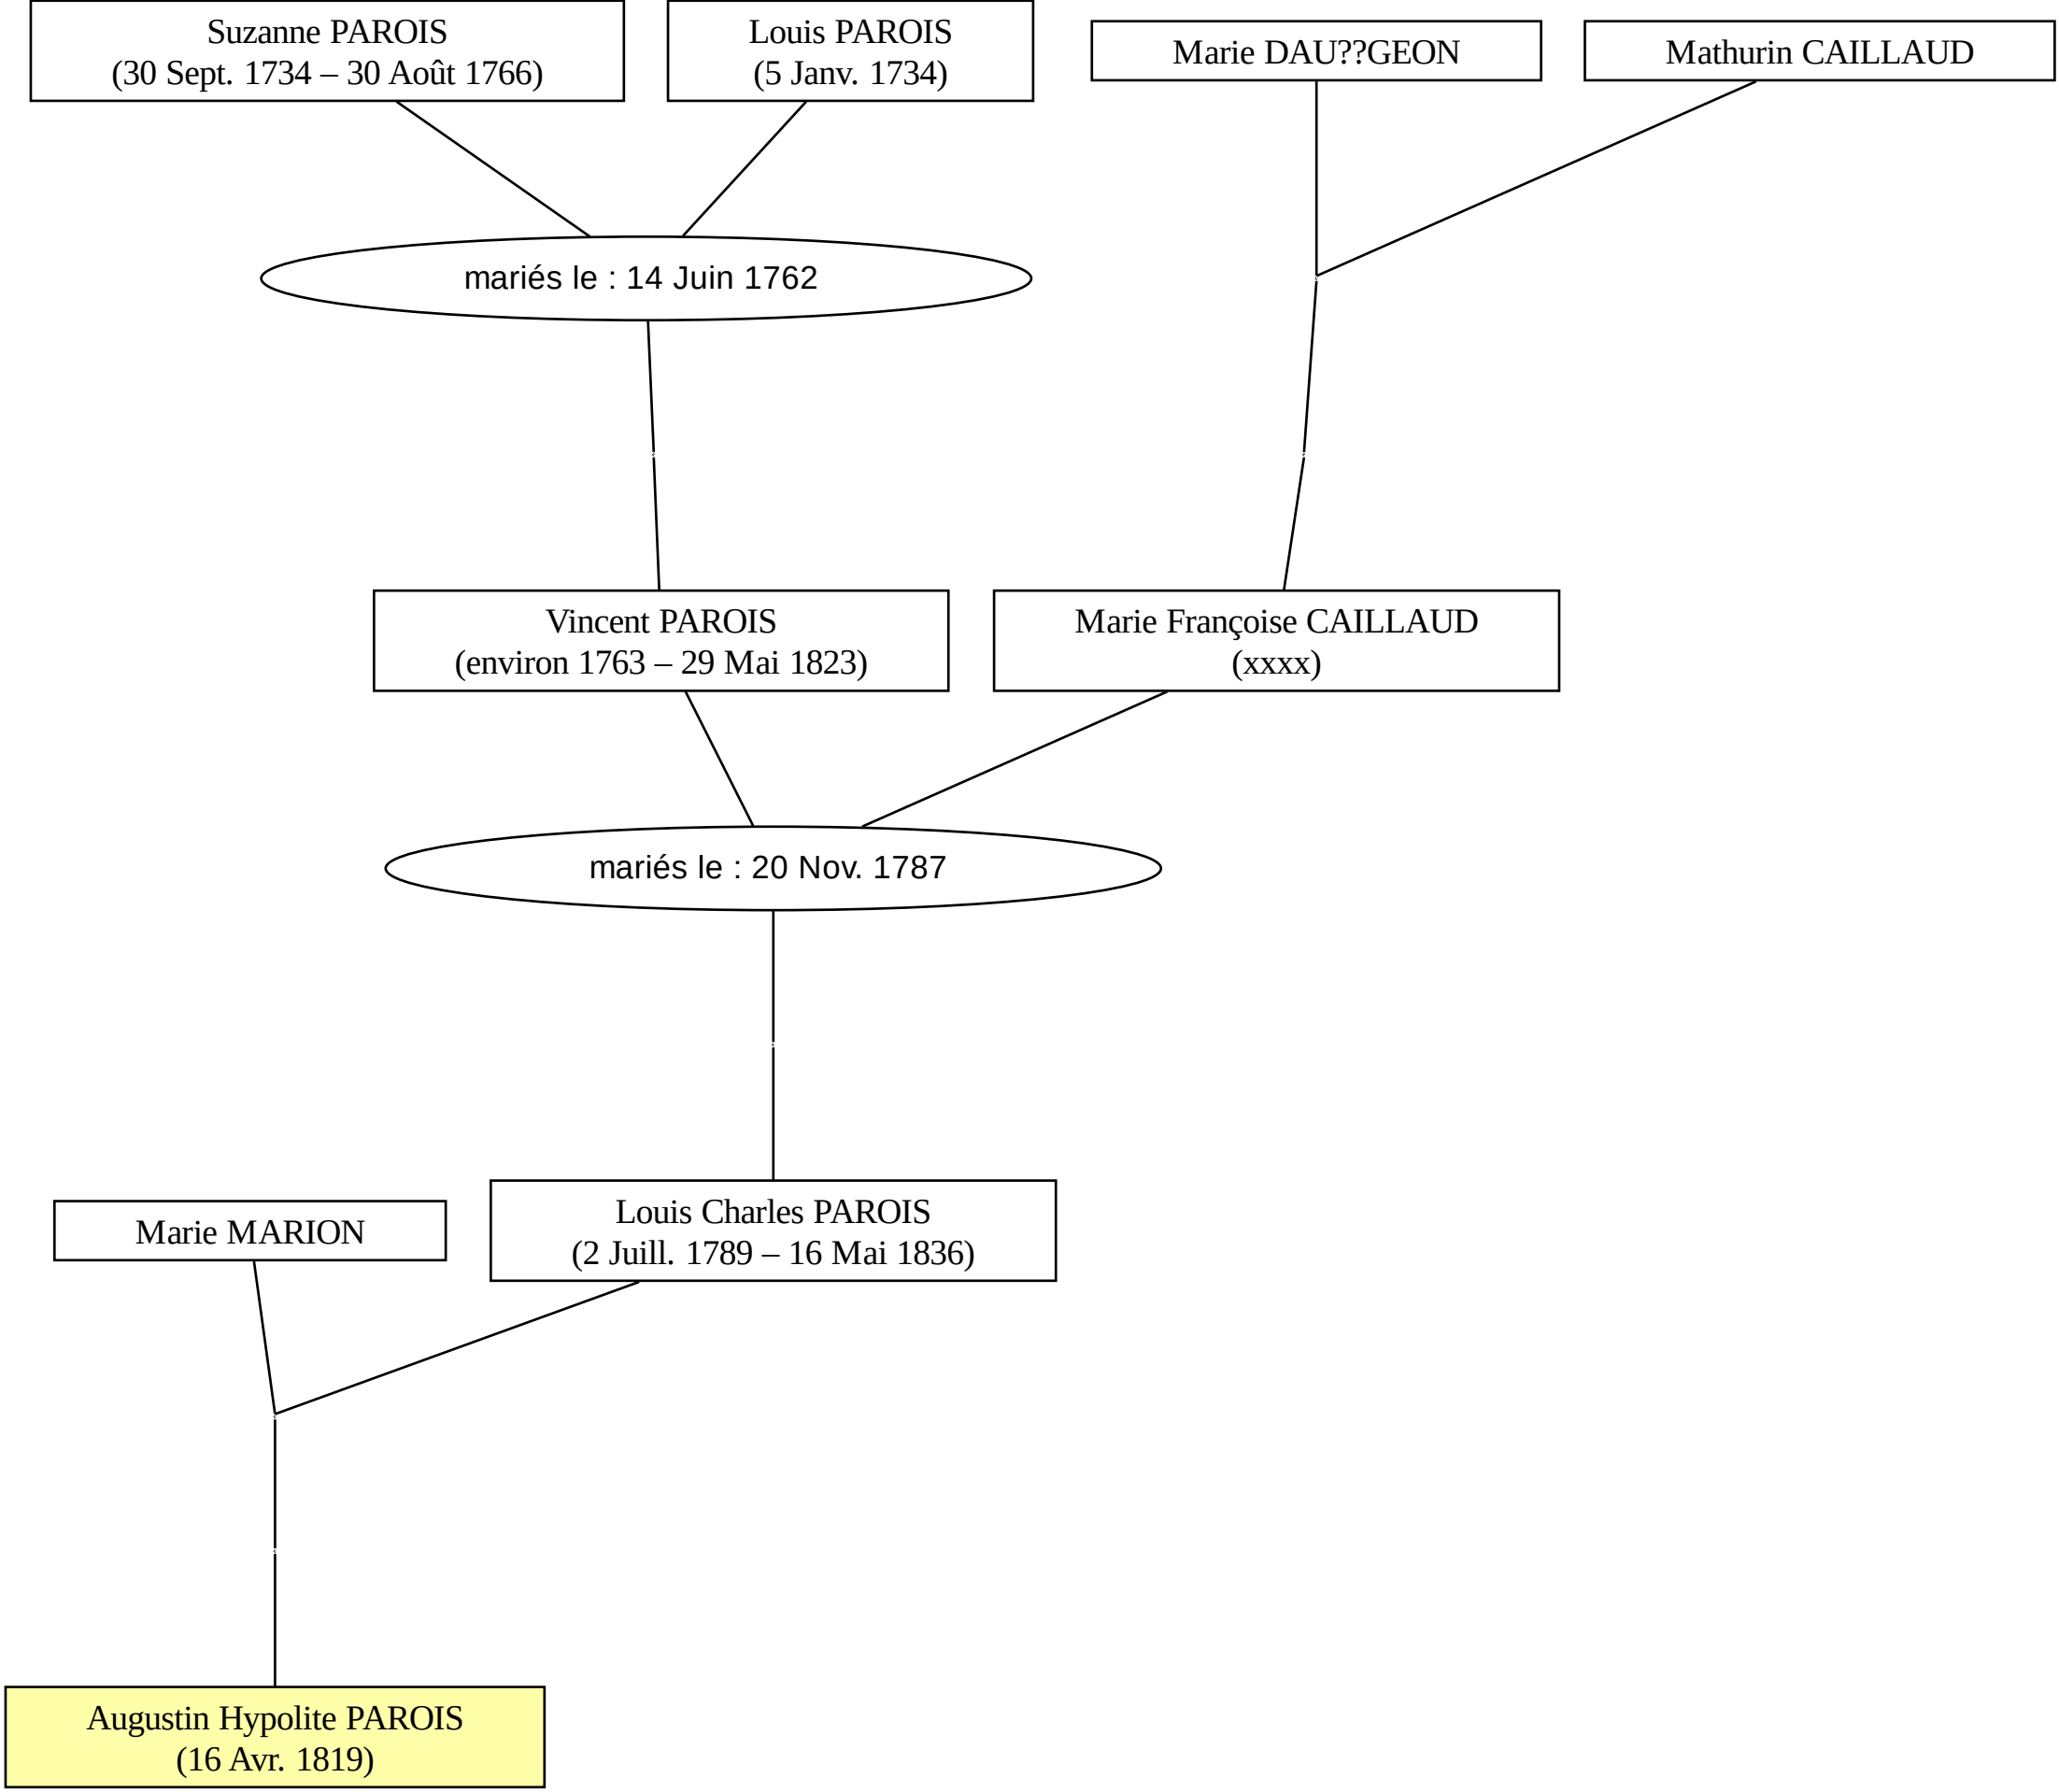 Suzanne PAROIS
(30 Sept. 1734 – 30 Août 1766)
Louis PAROIS
(5 Janv. 1734)
Marie DAU??GEON
Mathurin CAILLAUD
mariés le : 14 Juin 1762
Vincent PAROIS
(environ 1763 – 29 Mai 1823)
Marie Françoise CAILLAUD
(xxxx)
mariés le : 20 Nov. 1787
Marie MARION
Louis Charles PAROIS
(2 Juill. 1789 – 16 Mai 1836)
Augustin Hypolite PAROIS
(16 Avr. 1819)